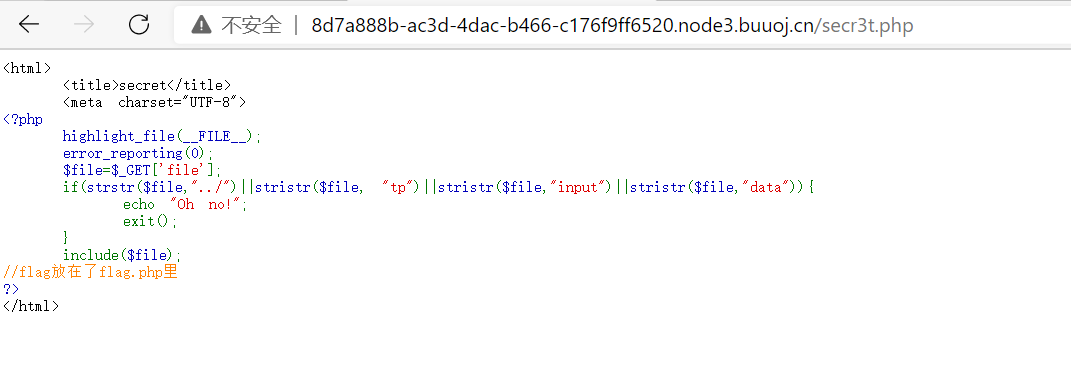 不安全 | 8d7a888b-ac3d-4dac-b466-c176f9ff6520.node3.buuoj.cn/secr3t.php
<html>
<title>secret</title>
<meta charset="UTF-8">
<?php
highlight_file(__FILE__);
error_reporting(0);
$file=$_GET['file'];
if(strstr($file,"../")||stristr($file, "tp")||stristr($file,"input")||stristr($file,"data")){
echo "Oh no!";
exit();
}
include($file);
//flag放在了flag.php里
?>
</html>